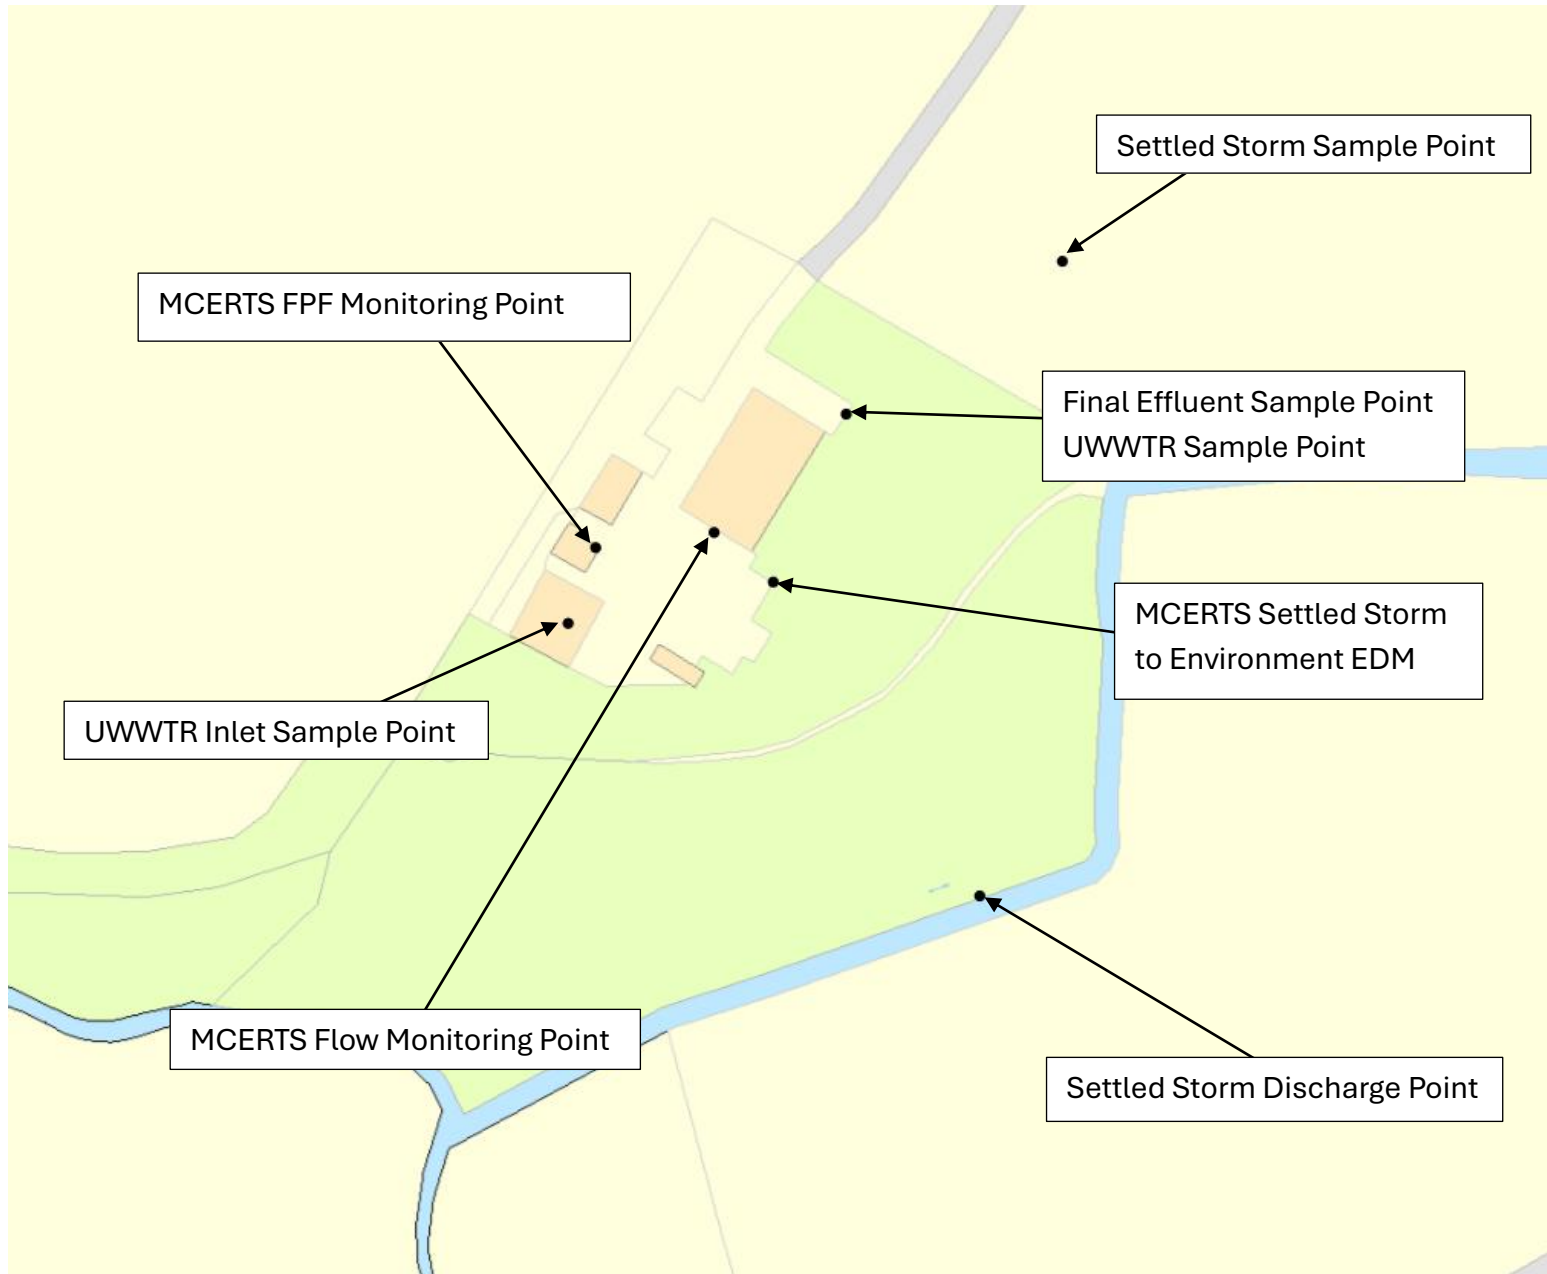 Settled Storm Sample Point
MCERTS FPF Monitoring Point
Final Effluent Sample Point
UWWTR Sample Point
MCERTS Settled Storm
to Environment EDM
UWWTR Inlet Sample Point
MCERTS Flow Monitoring Point
Settled Storm Discharge Point